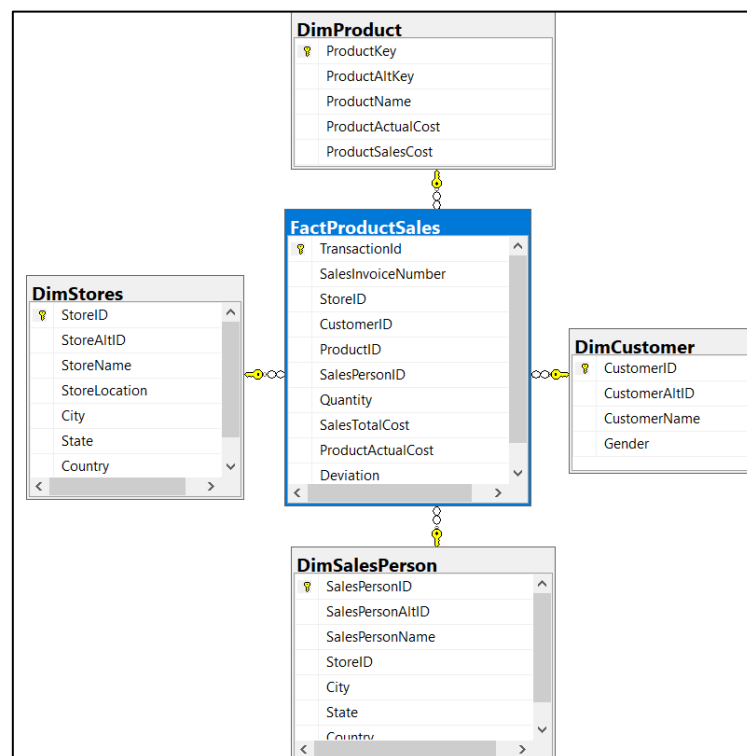 DimProduct
ProductKey
ProductAltKey
ProductName
ProductActualCost
ProductSalesCost
FactProductSales
TransactionId
SalesInvoiceNumber
StoreID
CustomerID
ProductID
SalesPersonID
Quantity
SalesTotalCost
ProductActualCost
Deviation
DimStores
StoreID
StoreAltID
StoreName
StoreLocation
City
State
Country
DimCustomer
CustomerID
CustomerAltID
CustomerName
Gender
DimSalesPerson
SalesPersonID
SalesPersonAltID
SalesPersonName
StoreID
City
State
Country